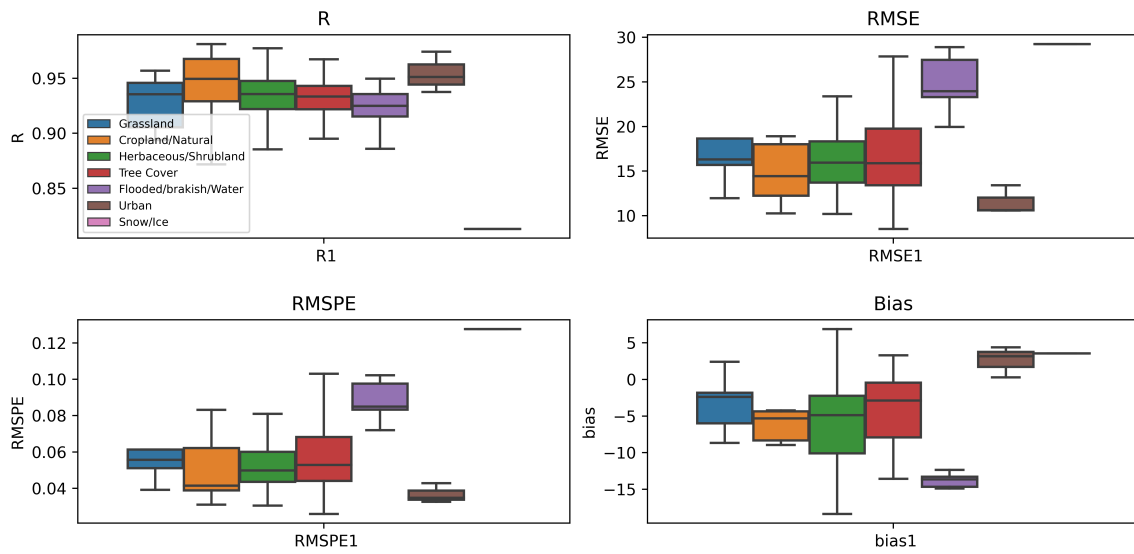 R
R
0.95
0.90
0.85
Grassland
Cropland/Natural
Herbaceous/Shrubland
Tree Cover
Flooded/brakish/Water
Urban
Snow/Ice
R1
RMSE
RMSE
30
25
20
15
10
RMSE1
RMSPE
RMSPE
0.12
0.10
0.08
0.06
0.04
RMSPE1
Bias
bias
5
0
−5
−10
−15
bias1